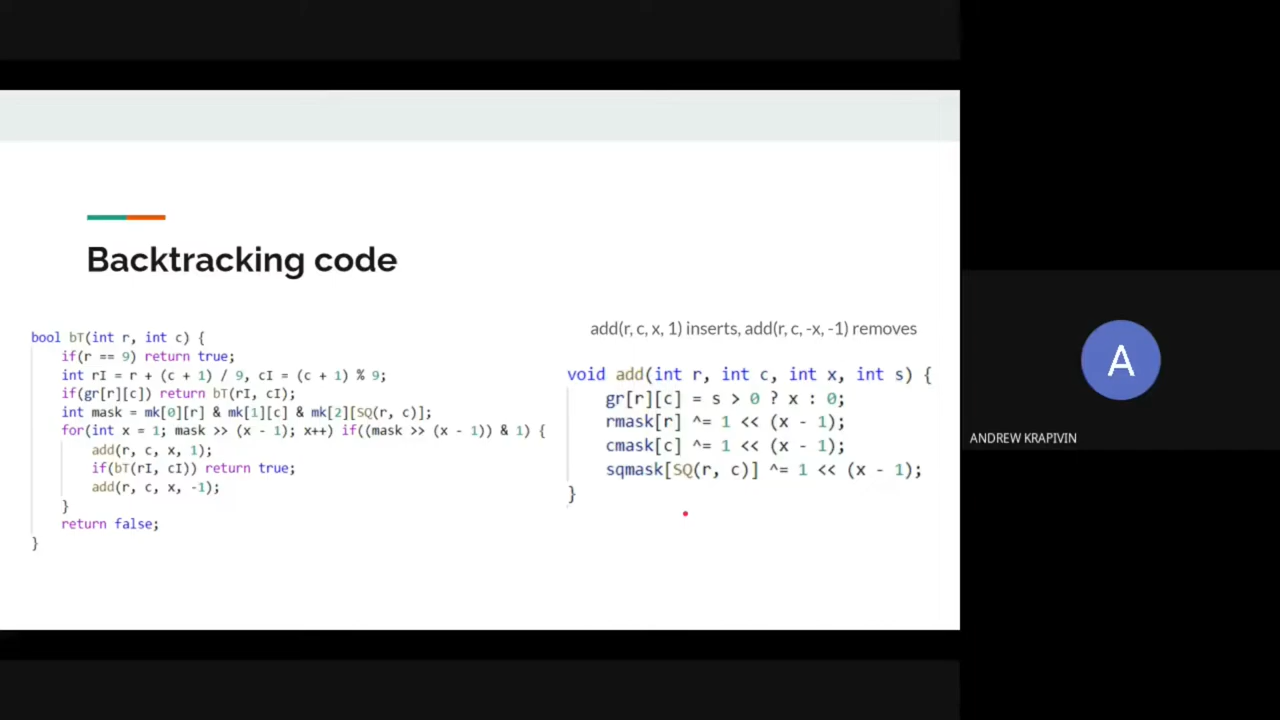 Backtracking code
bool bT(int r, int c) {
if(r == 9) return true;
int rI = r + (c + 1) / 9, cI = (c + 1) % 9;
if(gr[r][c]) return bT(rI, cI);
int mask = mk[0][r] & mk[1][c] & mk[2][SQ(r, c)];
for(int x = 1; mask >> (x - 1); x++) if((mask >> (x - 1)) & 1) {
add(r, c, x, 1);
if(bT(rI, cI)) return true;
add(r, c, x, -1);
}
return false;
}
add(r, c, x, 1) inserts, add(r, c, -x, -1) removes
void add(int r, int c, int x, int s) {
gr[r][c] = s > 0 ? x : 0;
rmask[r] ^= 1 << (x - 1);
cmask[c] ^= 1 << (x - 1);
sqmask[SQ(r, c)] ^= 1 << (x - 1);
}
A
ANDREW KRAPIVIN